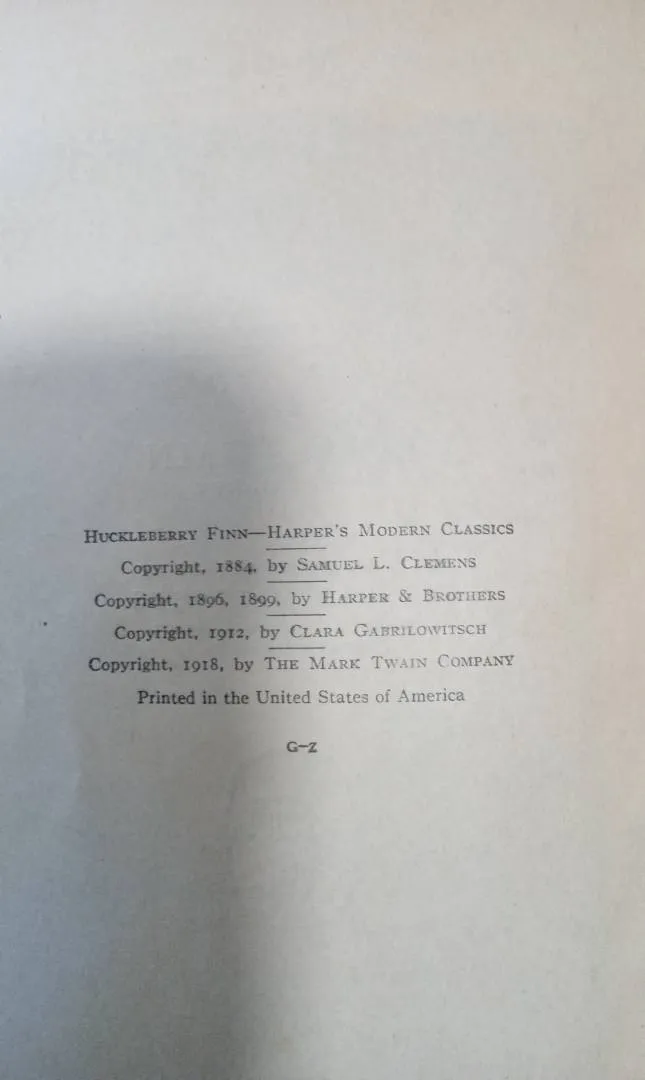 HUCKLEBERRY FINN—HARPER'S MODERN CLASSICS
Copyright, 1884, by SAMUEL L. CLEMENS
Copyright, 1896, 1899, by HARPER & BROTHERS
Copyright, 1912, by CLARA GABRILOWITSCH
Copyright, 1918, by THE MARK TWAIN COMPANY
Printed in the United States of America
G-Z